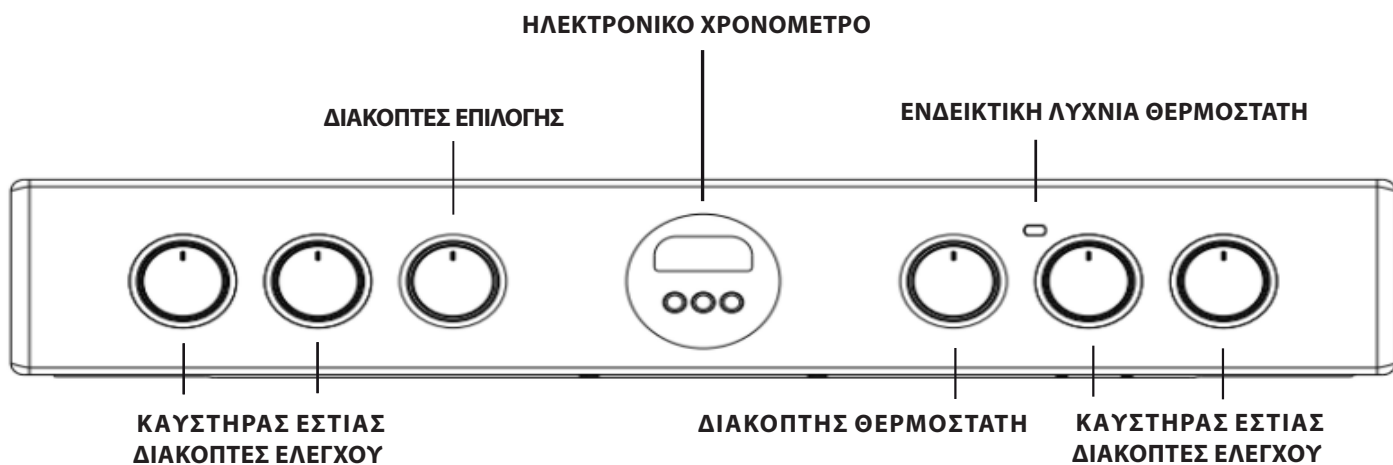 ΗΛΕΚΤΡΟΝΙΚΟ ΧΡΟΝΟΜΕΤΡΟ
ΔΙΑΚΟΠΤΕΣ ΕΠΙΛΟΓΗΣ
ΕΝΔΕΙΚΤΙΚΗ ΛΥΧΝΙΑ ΘΕΡΜΟΣΤΑΤΗ
ΚΑΥΣΤΗΡΑΣ ΕΣΤΙΑΣ
ΔΙΑΚΟΠΤΕΣ ΕΛΕΓΧΟΥ
ΔΙΑΚΟΠΤΗΣ ΘΕΡΜΟΣΤΑΤΗ
ΚΑΥΣΤΗΡΑΣ ΕΣΤΙΑΣ
ΔΙΑΚΟΠΤΕΣ ΕΛΕΓΧΟΥ